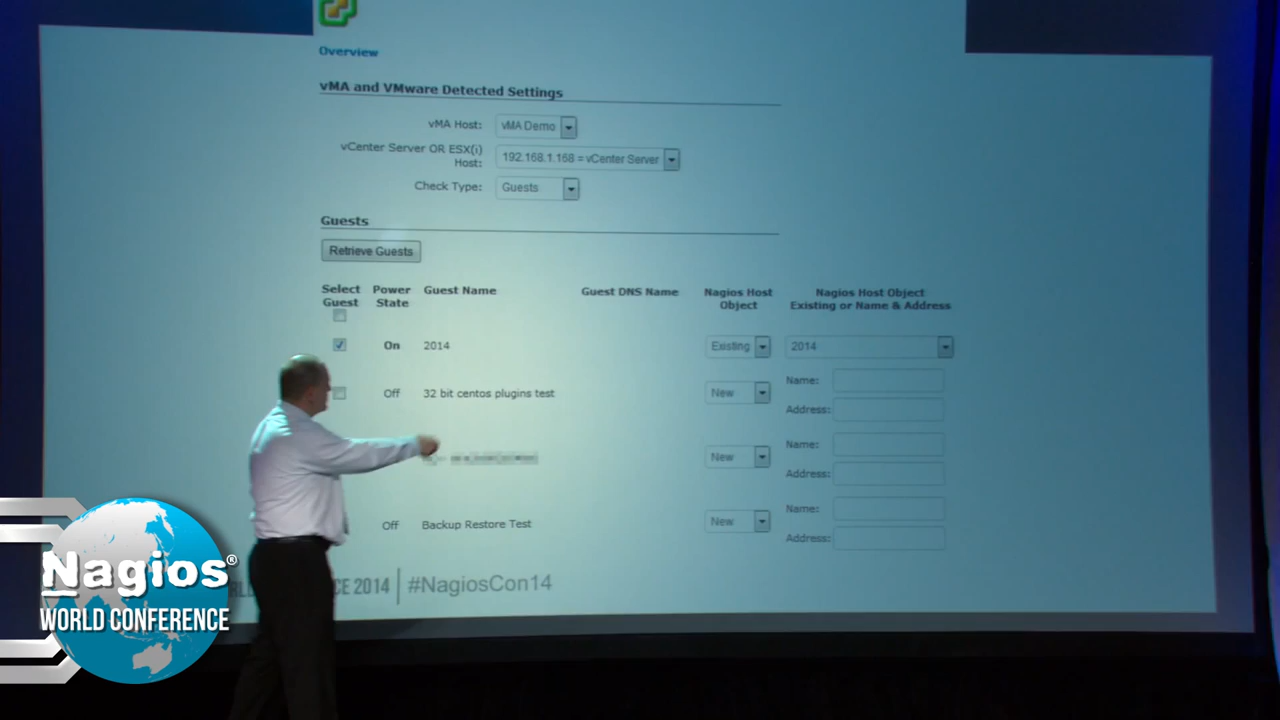 Overview
vMA and VMware Detected Settings
vMA Host: vMA Demo
vCenter Server OR ESX(i) Host: 192.168.1.168 = vCenter Server
Check Type: Guests
Guests
Retrieve Guests
Select Guest Power State Guest Name Guest DNS Name Nagios Host Object Nagios Host Object Existing or Name & Address
On 2014 Existing 2014
Off 32 bit centos plugins test New Name:
Address:
New Name:
Address:
Off Backup Restore Test New Name:
Address:
CE 2014 | #NagiosCon14
Nagios®
WORLD CONFERENCE